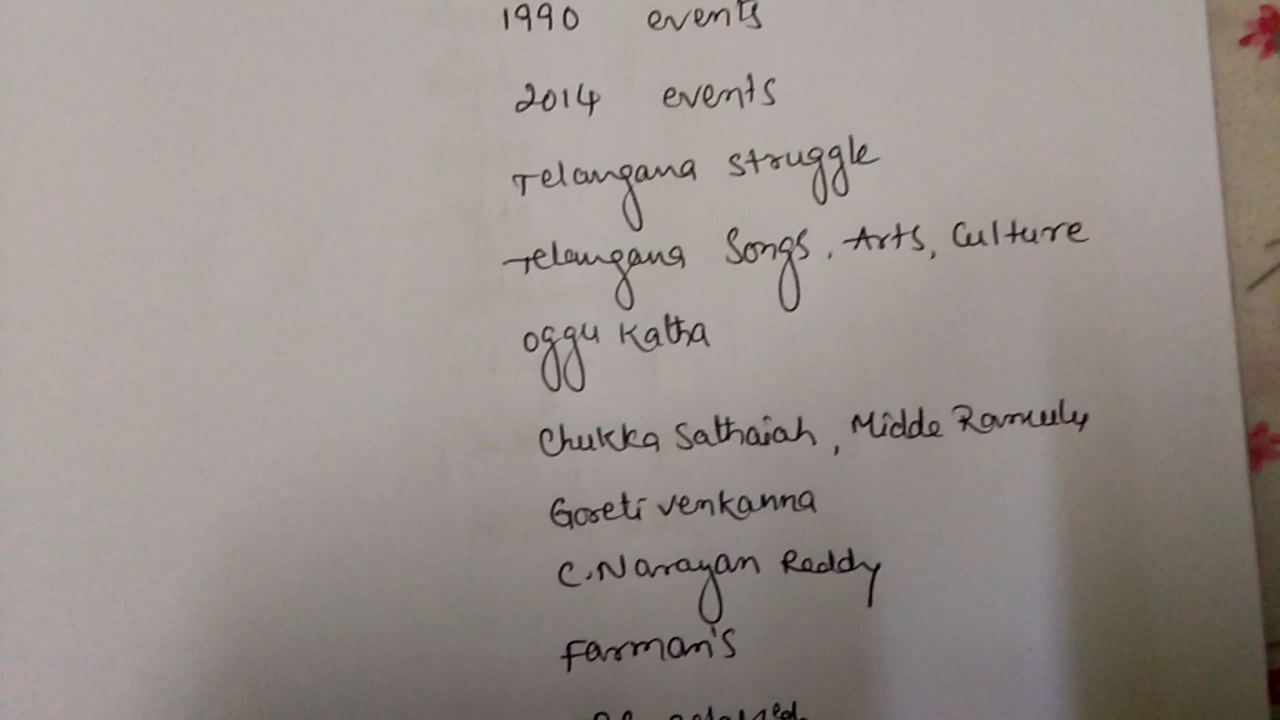 1990 events
2014 events
Telangana struggle
Telangana Songs, Arts, Culture
Oggu Katha
Chukka Sathaiah, Midde Ramulu
Goreti venkanna
C. Narayan Reddy
Farman's